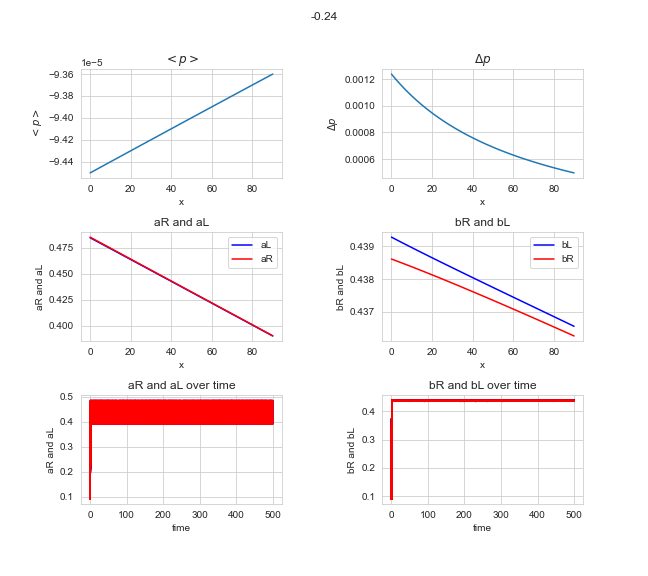 -0.24
< p >
1e−5
−9.36
−9.38
−9.40
−9.42
−9.44
< p >
0 20 40 60 80
x
Δp
0.0012
0.0010
0.0008
0.0006
Δp
0 20 40 60 80
x
aR and aL
0.475
0.450
0.425
0.400
aR and aL
aL
aR
0 20 40 60 80
x
bR and bL
0.439
0.438
0.437
bR and bL
bL
bR
0 20 40 60 80
x
aR and aL over time
0.5
0.4
0.3
0.2
0.1
aR and aL
0 100 200 300 400 500
time
bR and bL over time
0.4
0.3
0.2
0.1
bR and bL
0 100 200 300 400 500
time